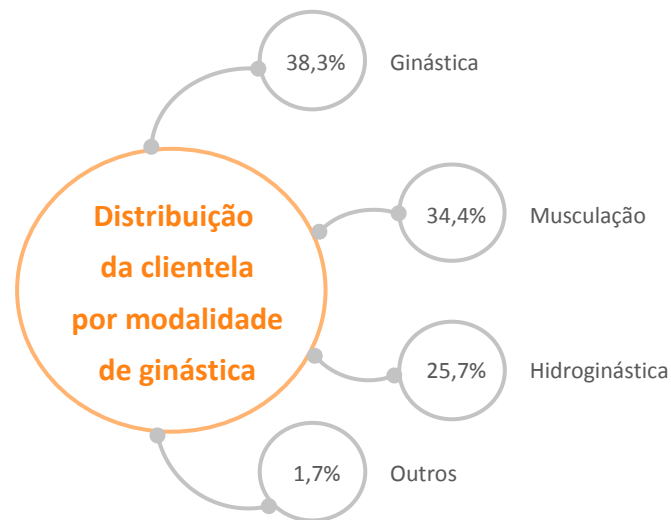 38,3% Ginástica
Distribuição
da clientela
por modalidade
de ginástica
34,4% Musculação
25,7% Hidroginástica
1,7% Outros